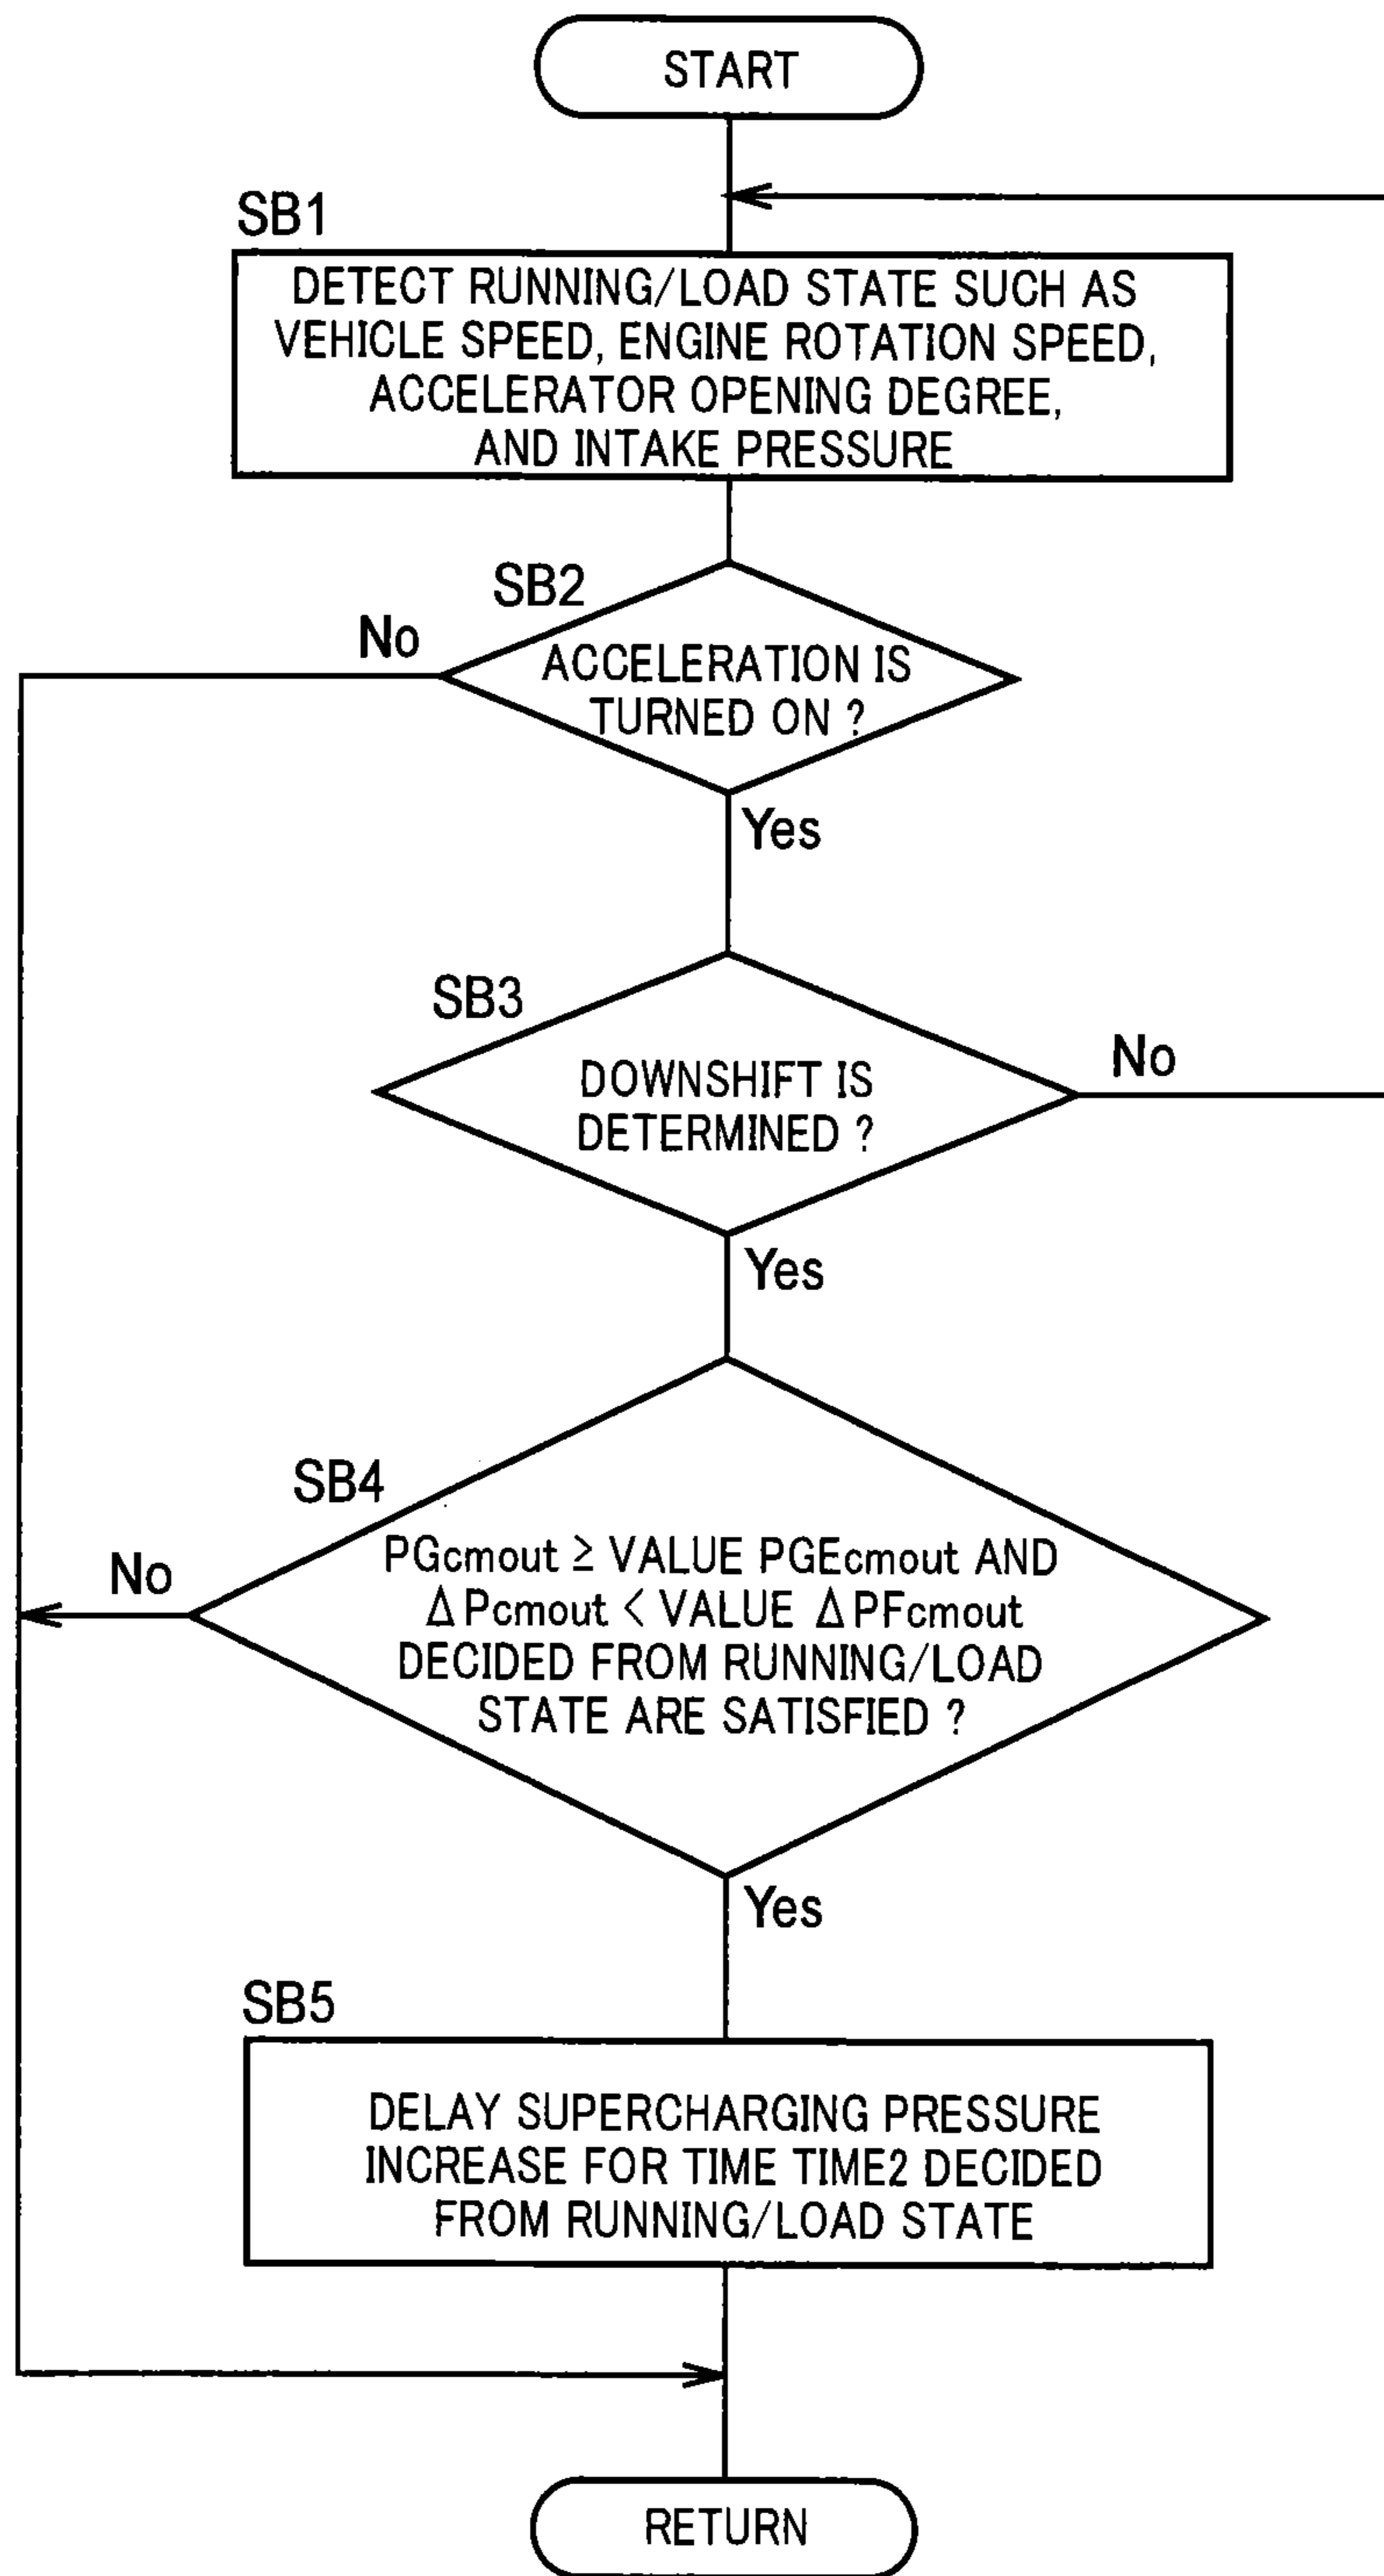 START
SB1
DETECT RUNNING/LOAD STATE SUCH AS
VEHICLE SPEED, ENGINE ROTATION SPEED,
ACCELERATOR OPENING DEGREE,
AND INTAKE PRESSURE
SB2
No
ACCELERATION IS
TURNED ON ?
Yes
SB3
No
DOWNSHIFT IS
DETERMINED ?
Yes
SB4
No
PGcmout ≥ VALUE PGEcmout AND
ΔPcmout < VALUE ΔPFcmout
DECIDED FROM RUNNING/LOAD
STATE ARE SATISFIED ?
Yes
SB5
DELAY SUPERCHARGING PRESSURE
INCREASE FOR TIME TIME2 DECIDED
FROM RUNNING/LOAD STATE
RETURN